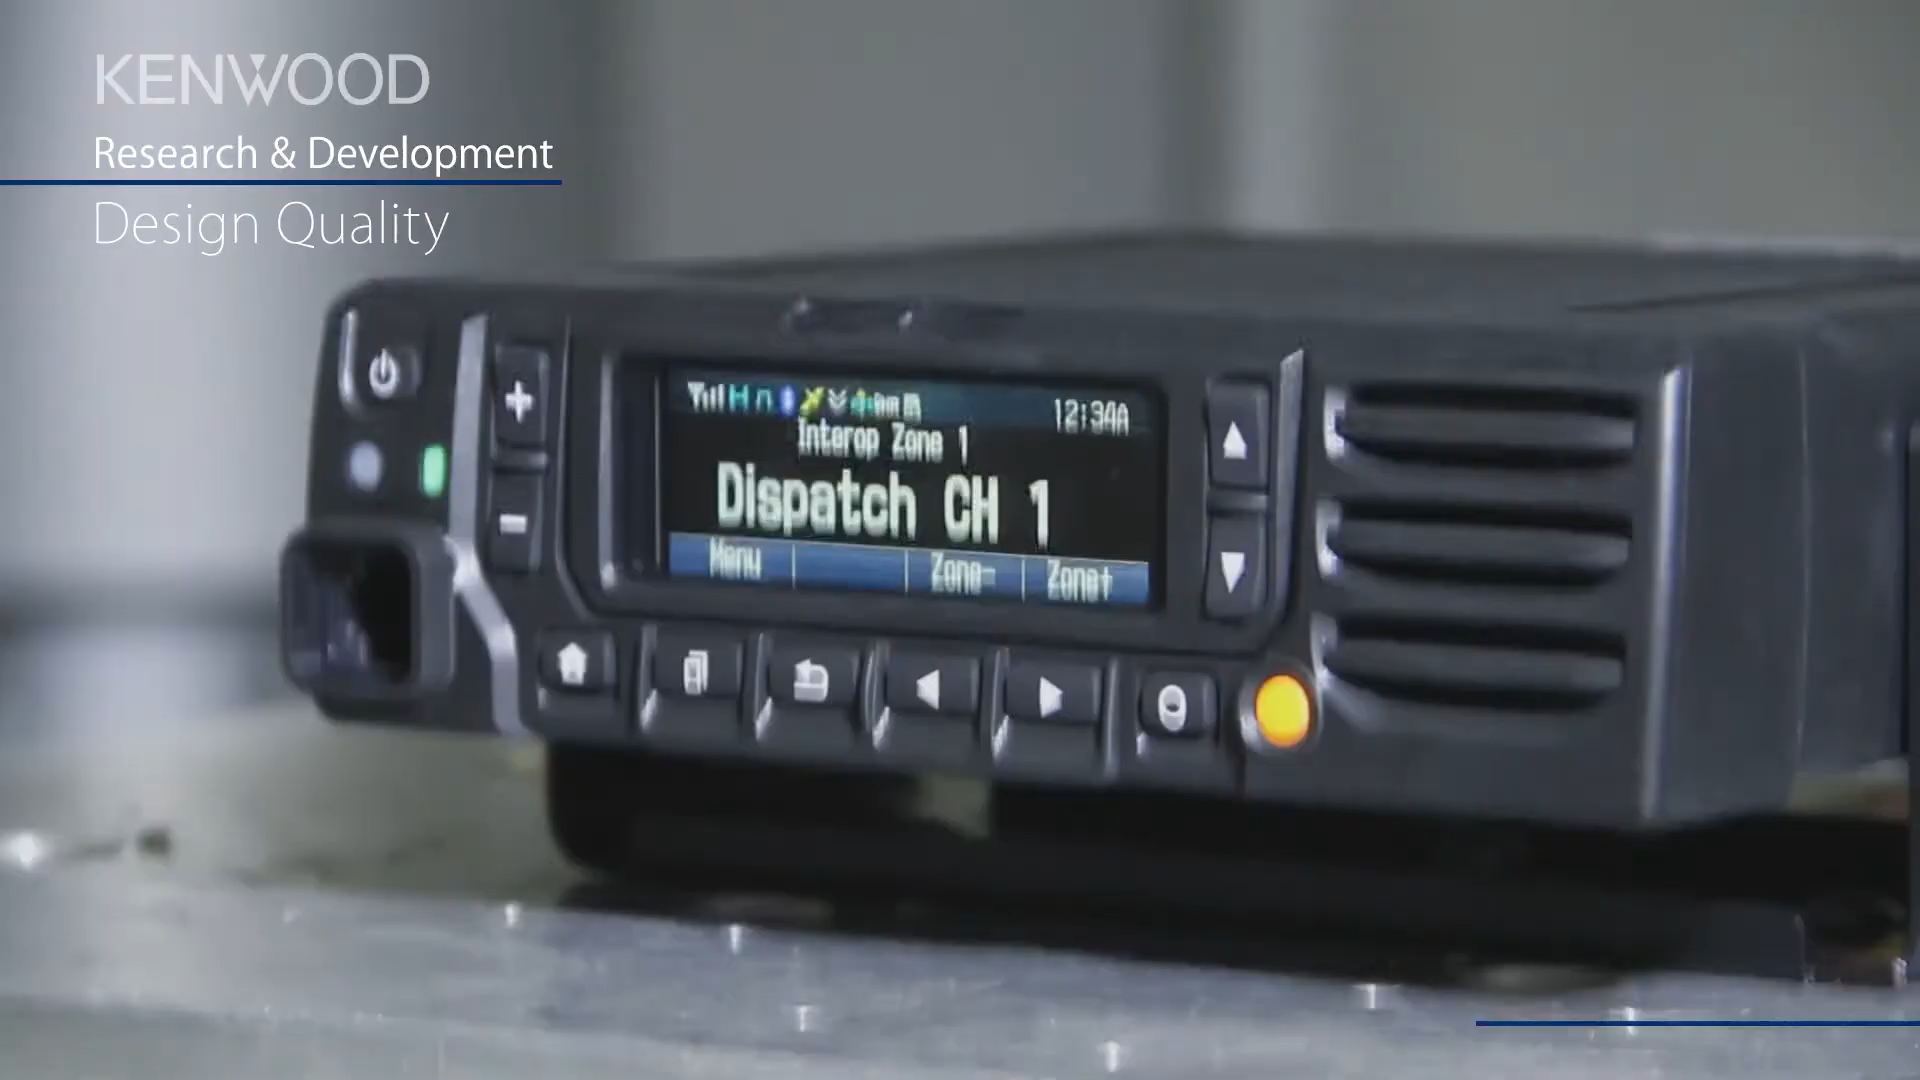 KENWOOD
Research & Development
Design Quality
12:34A
Interop Zone 1
Dispatch CH 1
Menu
Zone-
Zone+